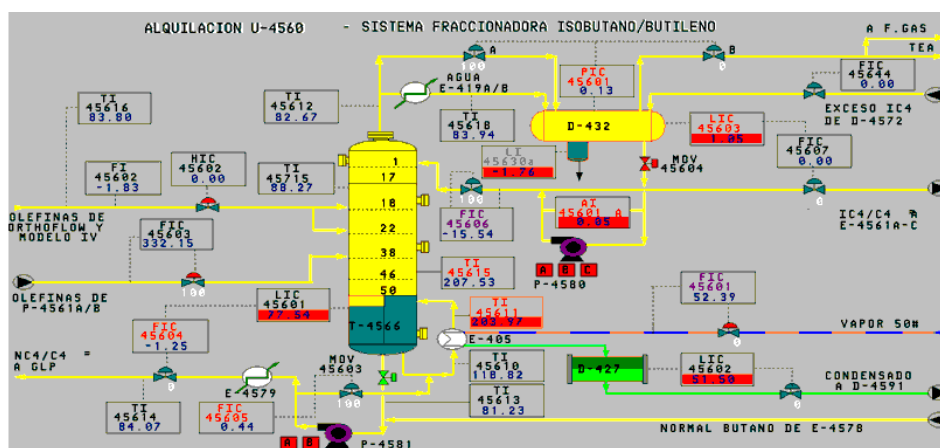 ALQUILACION U-4560 - SISTEMA FRACCIONADORA ISOBUTANO/BUTILENO
A F.GAS
TEA
A
100
B
0
AGUA
E-419A/B
PIC
45601
0.13
FIC
45644
0.00
0
EXCESO IC4
DE D-4572
TI
45616
83.80
TI
45612
82.67
TI
45618
83.94
D-432
LIC
45603
1.05
FIC
45607
0.00
0
LI
45630a
-1.76
MOV
45604
FI
45602
-1.83
HIC
45602
0.00
0
TI
45715
88.27
1
17
18
22
38
46
50
100
FIC
45606
-15.54
AI
45601 A
0.05
IC4/C4 =
E-4561A-C
OLEFINAS DE
ORTHOFLOW Y
MODELO IV
FIC
45603
332.15
100
OLEFINAS DE
P-4561A/B
A B C
P-4580
TI
45615
207.53
FIC
45601
52.39
0
VAPOR 50#
LIC
45601
77.54
T-4566
TI
45611
203.97
E-405
FIC
45604
-1.25
0
NC4/C4 =
A GLP
E-4579
MOV
45603
100
TI
45610
118.82
D-427
LIC
45602
51.50
0
CONDENSADO
A D-4591
TI
45614
84.07
FIC
45605
0.44
TI
45613
81.23
A B
P-4581
NORMAL BUTANO DE E-4578